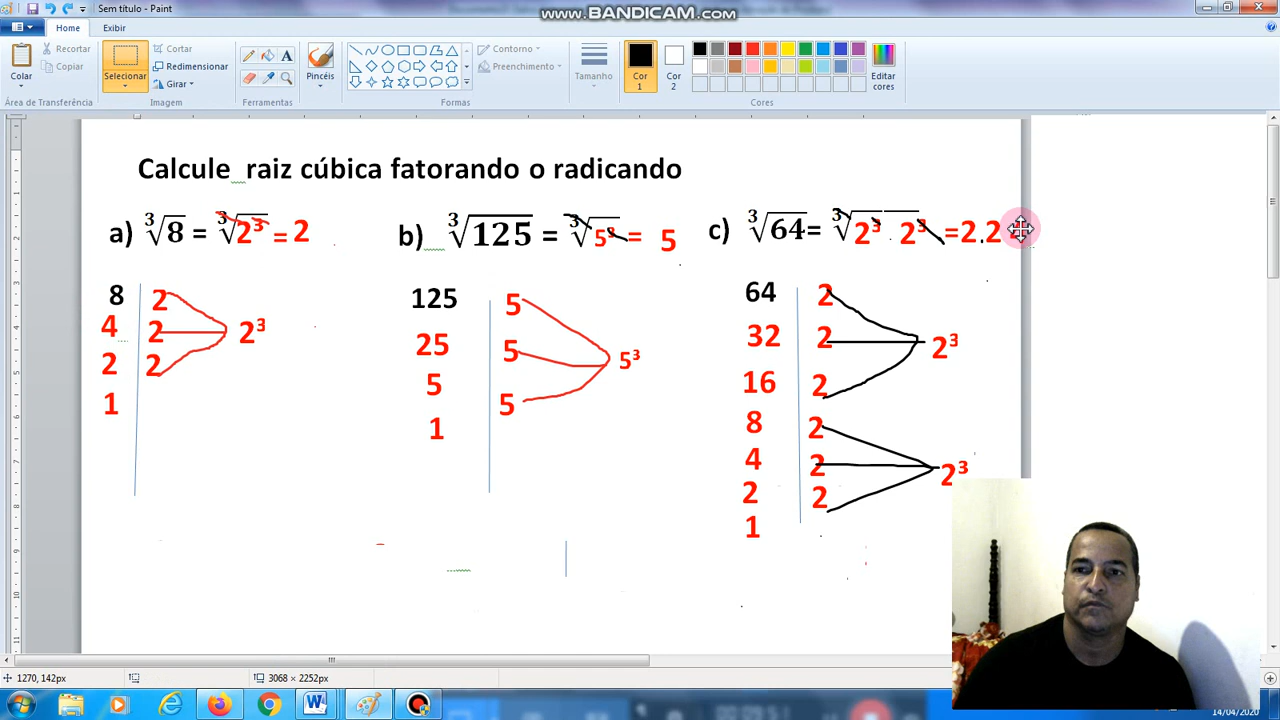 Sem título - Paint
www.BANDICAM.com
Home Exibir
Colar
Recortar
Copiar
Área de Transferência
Selecionar
Cortar
Redimensionar
Girar
Imagem
A
Ferramentas
Pincéis
Contorno
Preenchimento
Formas
Tamanho
Cor 1
Cor 2
Editar cores
Cores
Calcule raiz cúbica fatorando o radicando
a) ∛8 = ∛2³ = 2
b) ∛125 = ∛5³ = 5
c) ∛64 = ∛2³ 2³ =2.2
8 2
4 2 2³
2 2
1
125 5
25 5 5³
5 5
1
64 2
32 2 2³
16 2
8 2
4 2 2³
2 2
1
1270, 142px
3068 × 2252px
14/04/2020